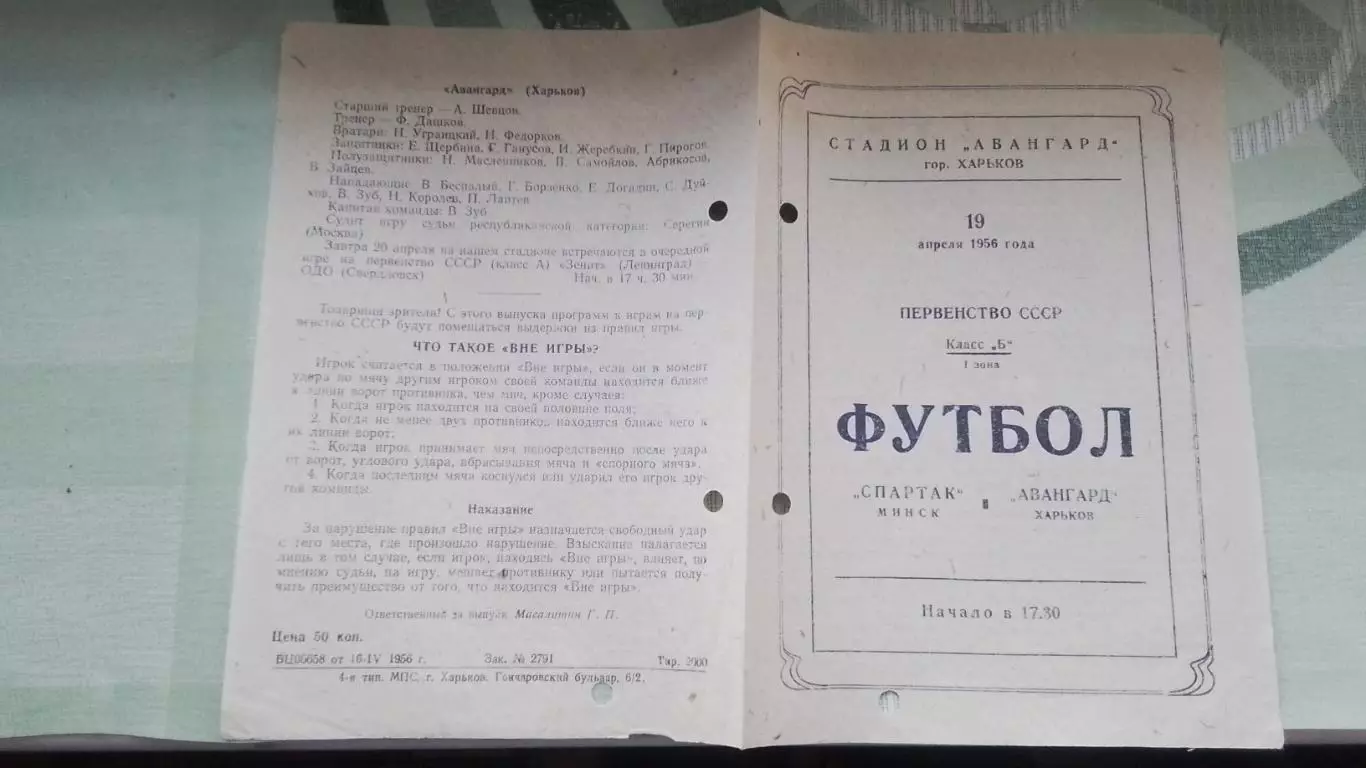 «Авангард» (Харьков)
Старший тренер — А. Шевцов.
Тренер — Ф. Дашков.
Вратари: Н. Уграицкий, И. Федорков.
Защитники: Е. Щербина, С. Ганусов, И. Жеребкин, Г. Пирогов.
Полузащитники: Н. Масленников, В. Самойлов, Абрикосов,
В. Зайцев.
Нападающие: В. Беспалый, Г. Борзенко, Е. Догадин, С. Дуй-
ков, В. Зуб, Н. Королев, П. Лаптев
Капитан команды: В. Зуб
Судит игру судья республиканской категории: Серегин
(Москва)
Завтра 20 апреля на нашем стадионе встречаются в очередной
игре на первенство СССР (класс А) «Зенит» (Ленинград) —
ОДО (Свердловск) Нач. в 17 ч. 30 мин
Товарищи зрители! С этого выпуска программ к играм на пер
венство СССР будут помещаться выдержки из правил игры.
ЧТО ТАКОЕ «ВНЕ ИГРЫ»?
Игрок считается в положении «Вне игры», если он в момент
удара по мячу другим игроком своей команды находится ближе
к линии ворот противника, чем мяч, кроме случаев:
1. Когда игрок находится на своей половине поля;
2. Когда не менее двух противников находится ближе него к
их линии ворот;
3. Когда игрок принимает мяч непосредственно после удара
от ворот, углового удара, вбрасывания мяча и «спорного мяча».
4. Когда последним мяча коснулся или ударил его игрок дру-
гой команды.
Наказание
За нарушение правил «Вне игры» назначается свободный удар
с того места, где произошло нарушение. Взыскание налагается
лишь в том случае, если игрок, находясь «Вне игры», влияет, по
мнению судьи, на игру, мешает противнику или пытается полу-
чить преимущество от того, что находится «Вне игры».
Ответственный за выпуск Масалитин Г. П.
Цена 50 коп.
БЦ06658 от 16-IV 1956 г. Зак. № 2791 Тир. 2000
4-я тип. МПС, г. Харьков. Гончаровский бульвар, 6/2.
СТАДИОН „АВАНГАРД"
гор. ХАРЬКОВ
19
апреля 1956 года
ПЕРВЕНСТВО СССР
Класс „Б"
1 зона
ФУТБОЛ
„СПАРТАК" и „АВАНГАРД"
МИНСК ХАРЬКОВ
Начало в 17.30